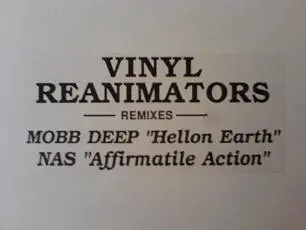 VINYL
REANIMATORS
REMIXES
MOBB DEEP "Hellon Earth"
NAS "Affirmatile Action"